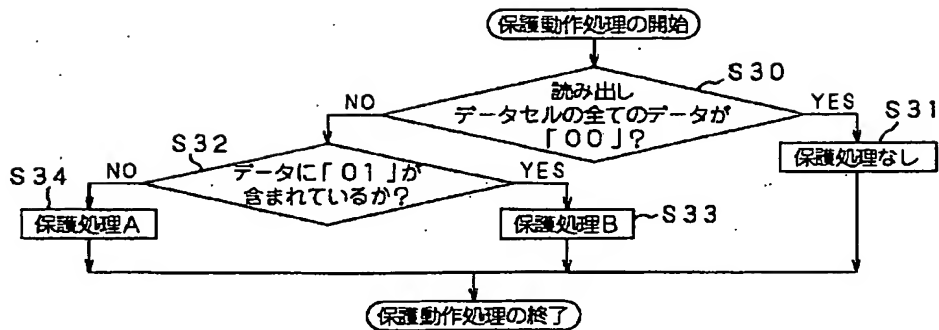 保護動作処理の開始
S30
読み出し
データセルの全てのデータが
「００」？
NO
YES
S31
保護処理なし
S32
データに「０１」が
含まれているか？
NO
YES
S34
保護処理A
保護処理B
S33
保護動作処理の終了